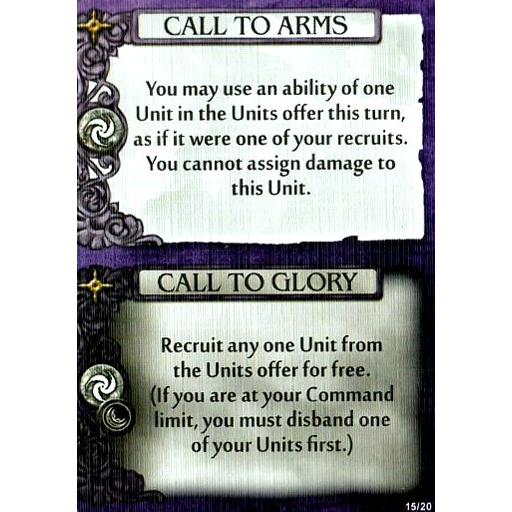 CALL TO ARMS
You may use an ability of one
Unit in the Units offer this turn,
as if it were one of your recruits.
You cannot assign damage to
this Unit.
CALL TO GLORY
Recruit any one Unit from
the Units offer for free.
(If you are at your Command
limit, you must disband one
of your Units first.)
15/20